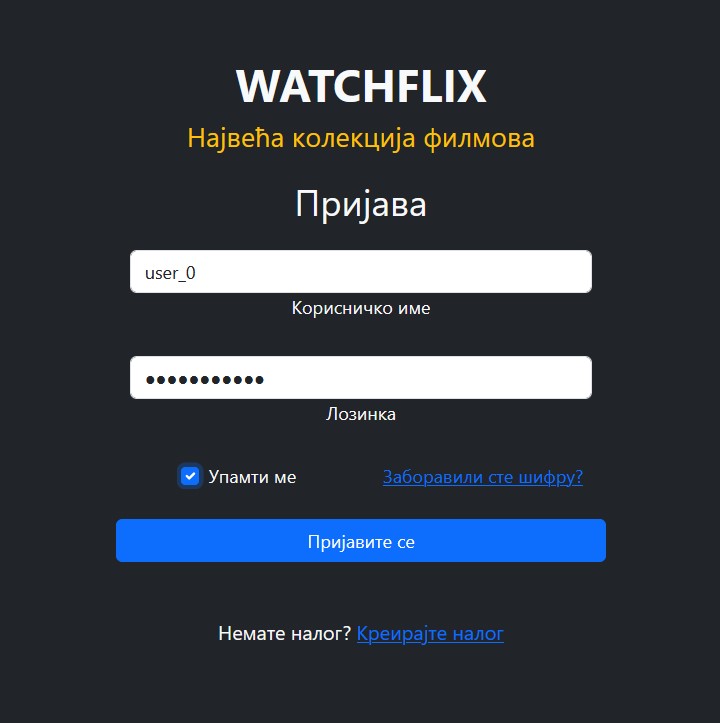 WATCHFLIX
Највећа колекција филмова
Пријава
user_0
Корисничко име
●●●●●●●●●●●
Лозинка
Упамти ме
Заборавили сте шифру?
Пријавите се
Немате налог? Креирајте налог